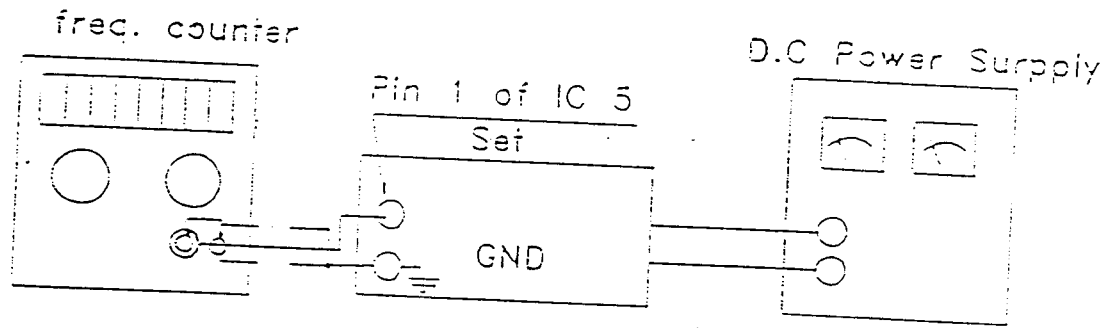 freq. counter
D.C Power Surpply
Pin 1 of IC 5
Set
GND